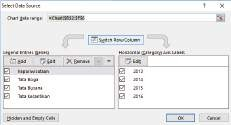 Select Data Source
Chart data range:
Switch Row/Column
Legend Entries (Series)
Horizontal (Category) Axis Labels
Add Edit Remove
Edit
Kepariwisataan
2013
Tata Boga
2014
Tata Busana
2015
Tata Kecantikan
2016
Hidden and Empty Cells
OK
Cancel